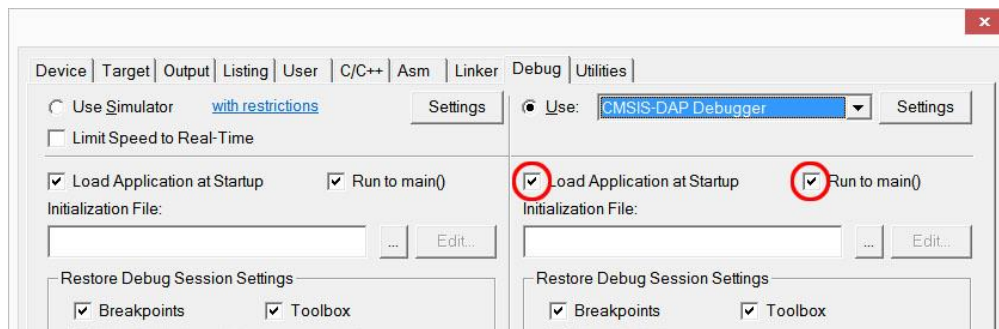 Device Target Output Listing User C/C++ Asm Linker Debug Utilities
Use Simulator with restrictions Settings Use: CMSIS-DAP Debugger Settings
Limit Speed to Real-Time
Load Application at Startup Run to main() Load Application at Startup Run to main()
Initialization File: Initialization File:
... Edit... ... Edit...
Restore Debug Session Settings Restore Debug Session Settings
Breakpoints Toolbox Breakpoints Toolbox